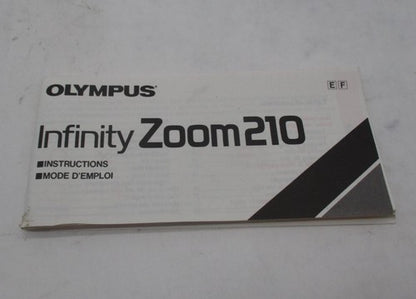 OLYMPUS
E F
Infinity Zoom 210
■INSTRUCTIONS
■MODE D'EMPLOI